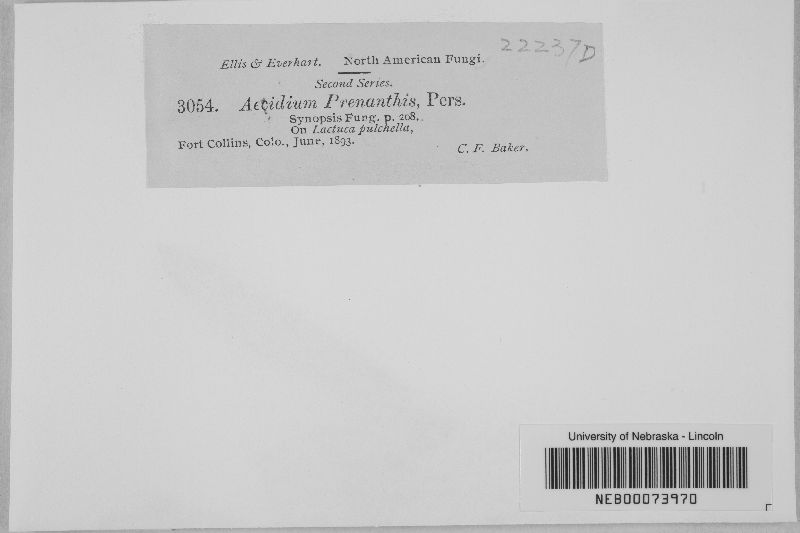 22237D
Ellis & Everhart. North American Fungi.
Second Series.
3054. Aecidium Prenanthis, Pers.
Synopsis Fung. p. 208,
On Lactuca pulchella,
Fort Collins, Colo., June, 1893.
C. F. Baker.
University of Nebraska - Lincoln
NEB00073970